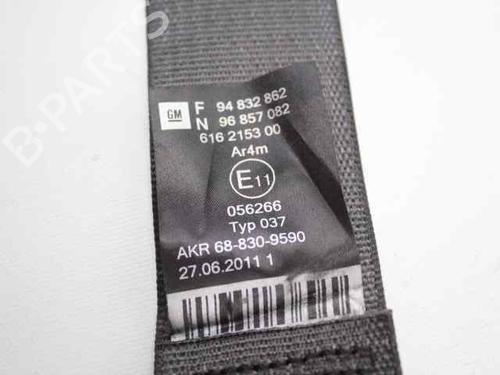 B-PARTS
GM
F 94 832 862
N 96 857 082
616 2153 00
Ar4m
E11
056266
Typ 037
AKR 68-830-9590
27.06.2011 1